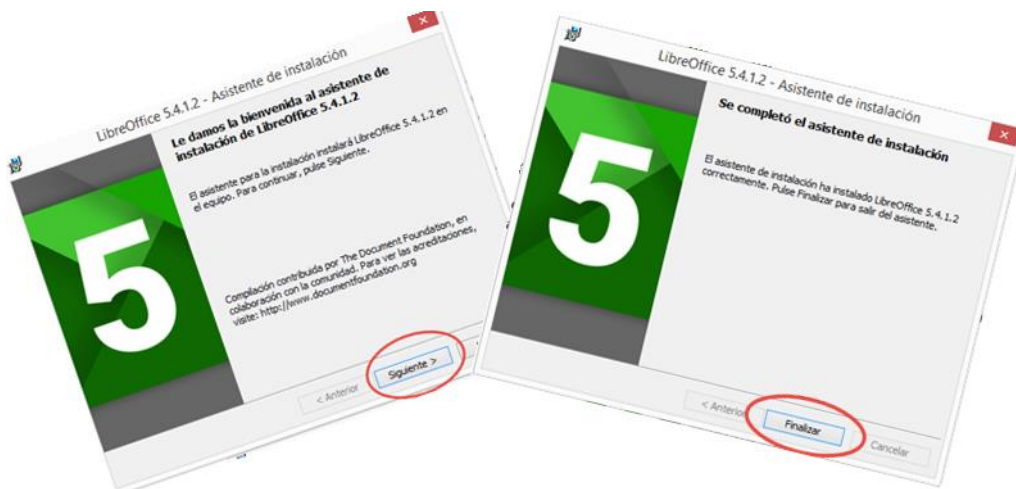 LibreOffice 5.4.1.2 - Asistente de instalación
Le damos la bienvenida al asistente de
instalación de LibreOffice 5.4.1.2
El asistente para la instalación instalará LibreOffice 5.4.1.2 en
el equipo. Para continuar, pulse Siguiente.
Compilación contribuida por The Document Foundation, en
colaboración con la comunidad. Para ver las acreditaciones,
visite: http://www.documentfoundation.org
5
< Anterior
Siguiente >
LibreOffice 5.4.1.2 - Asistente de instalación
Se completó el asistente de instalación
El asistente de instalación ha instalado LibreOffice 5.4.1.2
correctamente. Pulse Finalizar para salir del asistente.
5
< Anterior
Finalizar
Cancelar